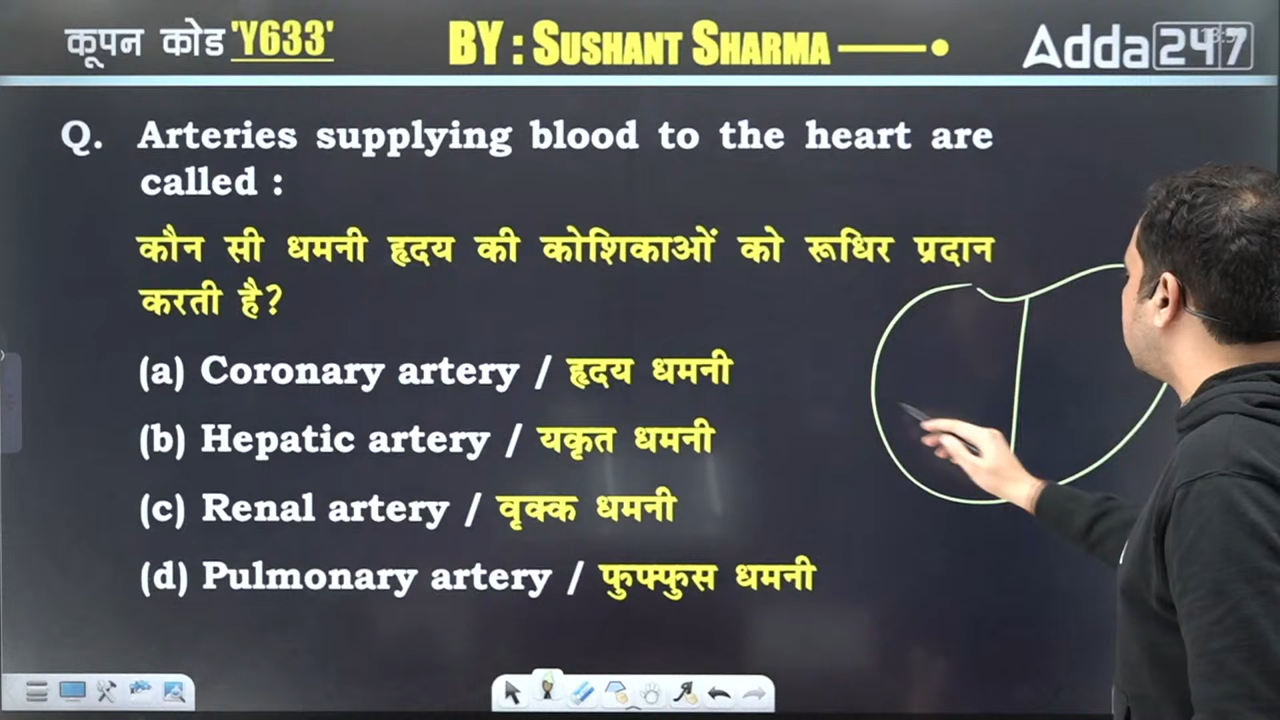 कूपन कोड 'Y633'
BY : SUSHANT SHARMA
Adda247
Q. Arteries supplying blood to the heart are
called :
कौन सी धमनी हृदय की कोशिकाओं को रूधिर प्रदान
करती है?
(a) Coronary artery / हृदय धमनी
(b) Hepatic artery / यकृत धमनी
(c) Renal artery / वृक्क धमनी
(d) Pulmonary artery / फुफ्फुस धमनी